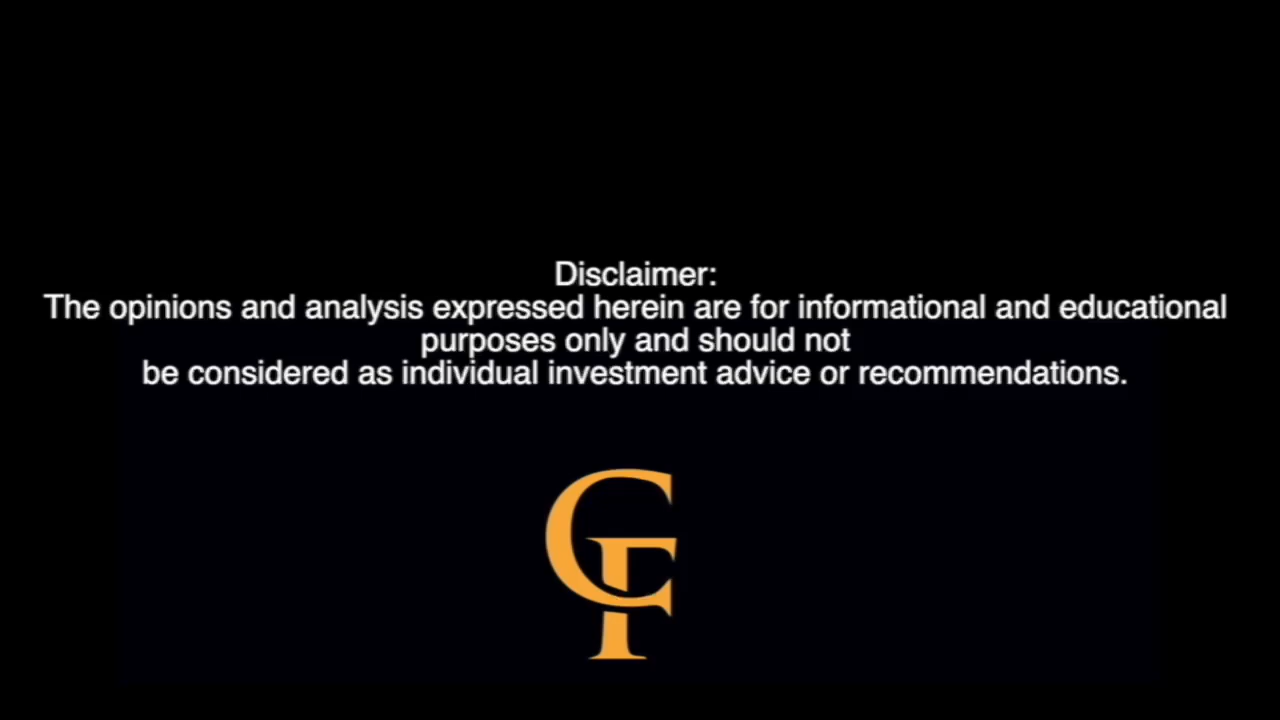 Disclaimer:
The opinions and analysis expressed herein are for informational and educational
purposes only and should not
be considered as individual investment advice or recommendations.
CF